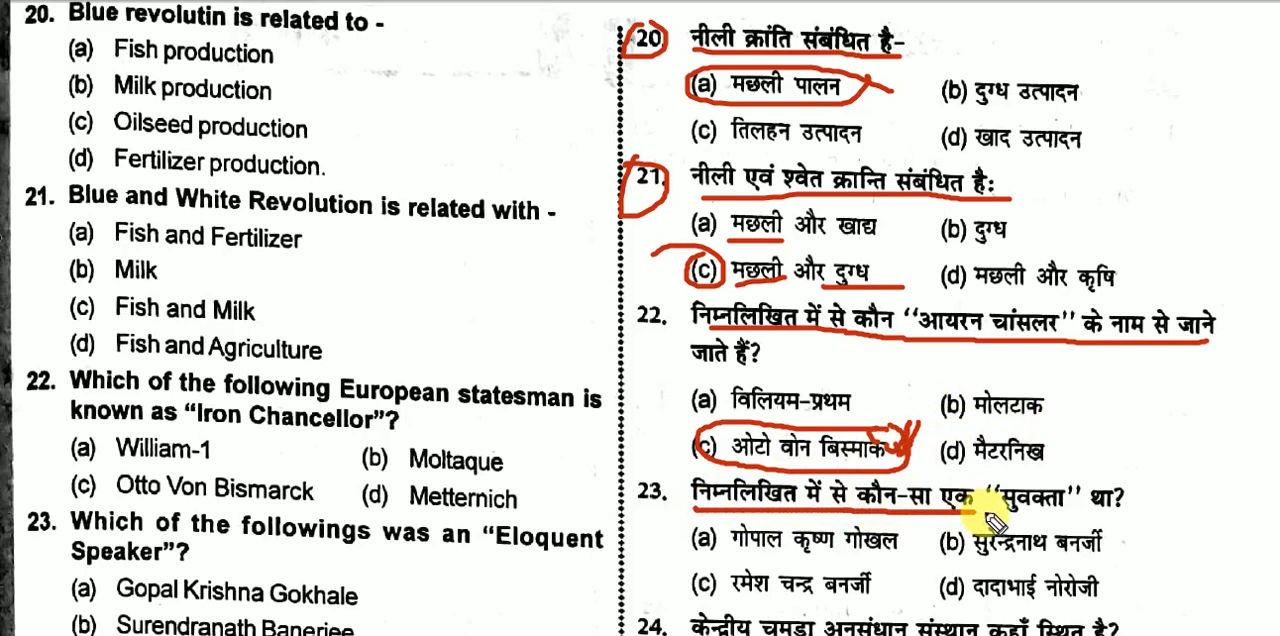 20. Blue revolutin is related to -
(a) Fish production
(b) Milk production
(c) Oilseed production
(d) Fertilizer production.
21. Blue and White Revolution is related with -
(a) Fish and Fertilizer
(b) Milk
(c) Fish and Milk
(d) Fish and Agriculture
22. Which of the following European statesman is
known as “Iron Chancellor”?
(a) William-1 (b) Moltaque
(c) Otto Von Bismarck (d) Metternich
23. Which of the followings was an “Eloquent
Speaker”?
(a) Gopal Krishna Gokhale
(b) Surendranath Banerjee
20. नीली क्रांति संबंधित है-
(a) मछली पालन (b) दुग्ध उत्पादन
(c) तिलहन उत्पादन (d) खाद उत्पादन
21. नीली एवं श्वेत क्रान्ति संबंधित है:
(a) मछली और खाद्य (b) दुग्ध
(c) मछली और दुग्ध (d) मछली और कृषि
22. निम्नलिखित में से कौन ‘‘आयरन चांसलर’’ के नाम से जाने
जाते हैं?
(a) विलियम-प्रथम (b) मोलटाक
(c) ओटो वोन बिस्मार्क (d) मैटरनिख
23. निम्नलिखित में से कौन-सा एक ‘‘सुवक्ता’’ था?
(a) गोपाल कृष्ण गोखल (b) सुरेन्द्रनाथ बनर्जी
(c) रमेश चन्द्र बनर्जी (d) दादाभाई नोरोजी
24. केन्द्रीय चमड़ा अनुसंधान संस्थान कहाँ स्थित है?